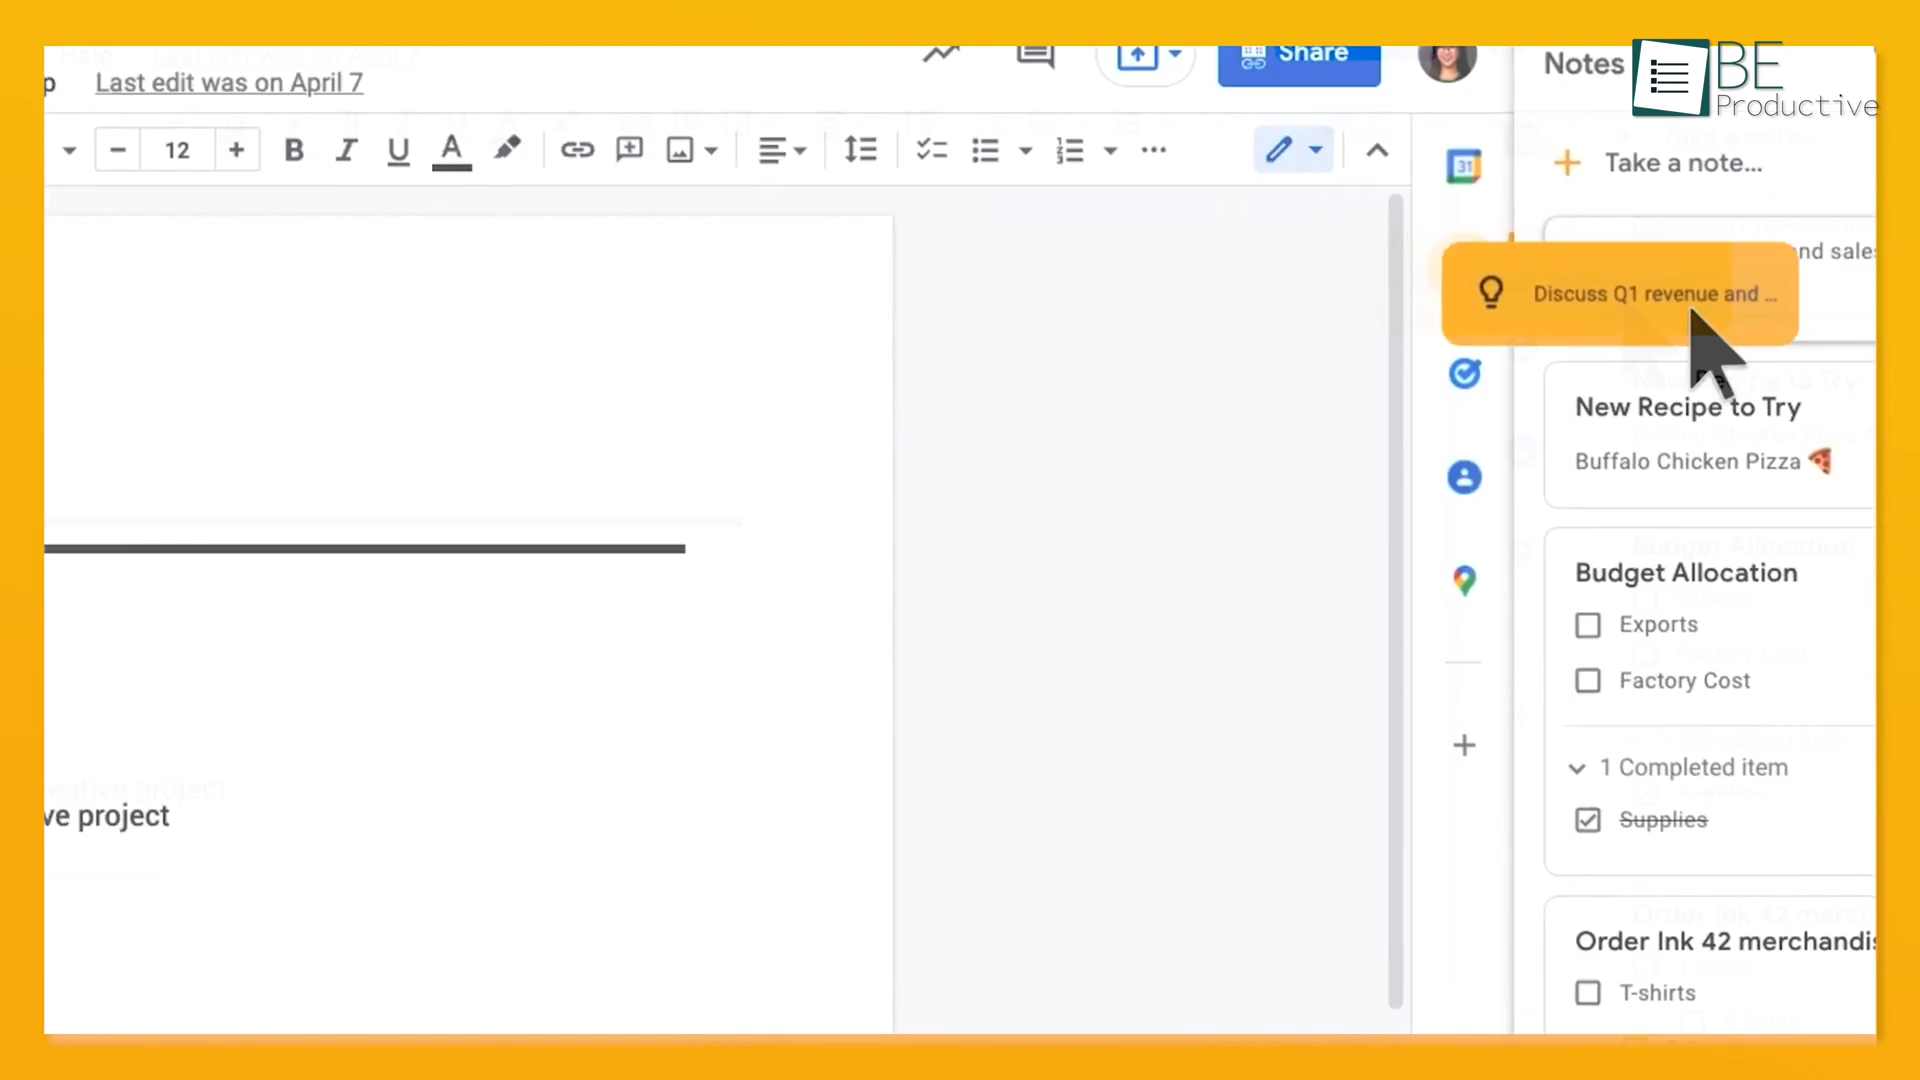 p Last edit was on April 7
Share
Notes
BE
Productive
12
B I U A
31
Take a note...
nd sale
Discuss Q1 revenue and ...
New Recipe to Try
Buffalo Chicken Pizza 🍕
Budget Allocation
Exports
Factory Cost
1 Completed item
Supplies
ve project
Order Ink 42 merchandi
T-shirts